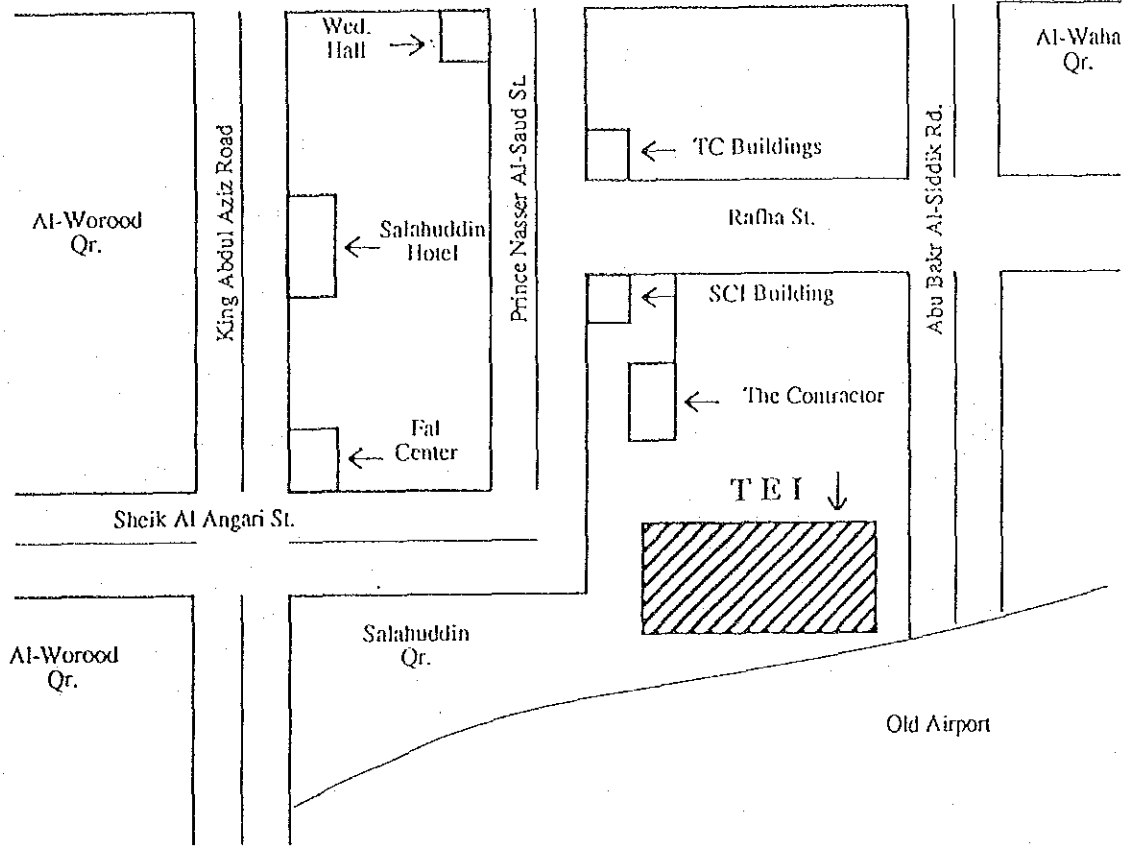 Wed.
Hall
Al-Waha
Qr.
King Abdul Aziz Road
Prince Nasser Al-Saud St.
Abu Bakr Al-Siddik Rd.
TC Buildings
Al-Worood
Qr.
Salahuddin
Hotel
Rafha St.
SCI Building
The Contractor
Fal
Center
TEI
Sheik Al Angari St.
Al-Worood
Qr.
Salahuddin
Qr.
Old Airport